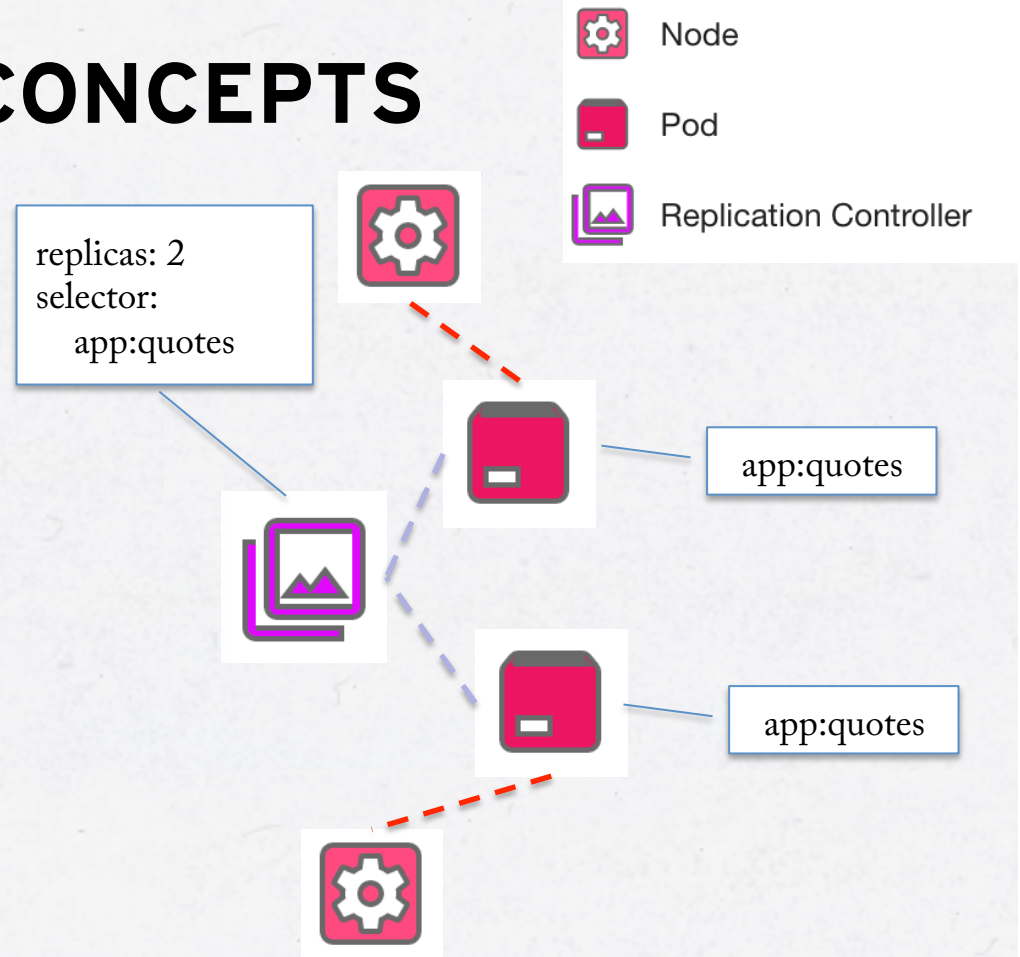 CONCEPTS
Node
Pod
Replication Controller
replicas: 2
selector:
app:quotes
app:quotes
app:quotes